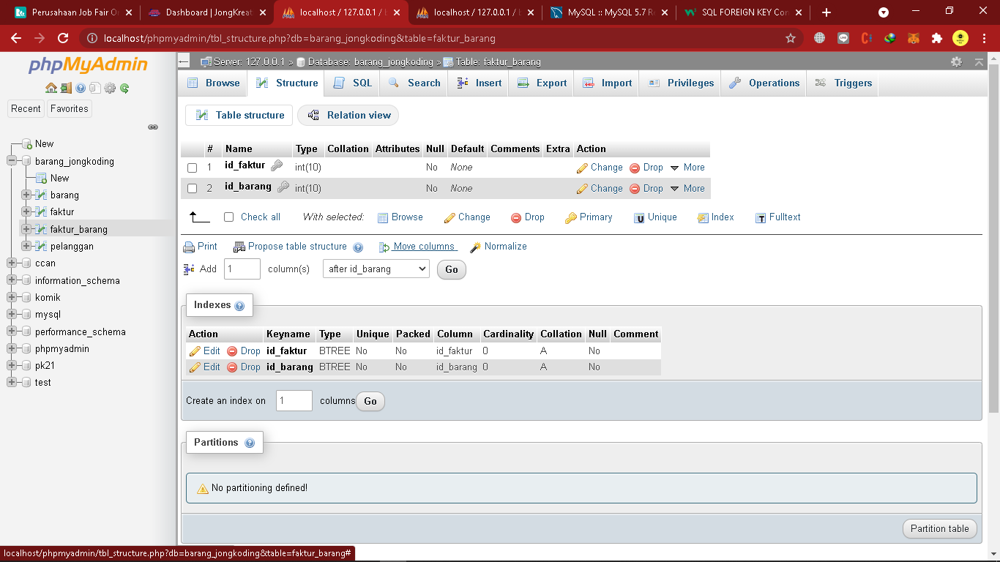 Perusahaan Job Fair O
Dashboard | JongKreat
localhost / 127.0.0.1 / b
localhost / 127.0.0.1 / b
MySQL :: MySQL 5.7 R
SQL FOREIGN KEY Con
localhost/phpmyadmin/tbl_structure.php?db=barang_jongkoding&table=faktur_barang
phpMyAdmin
Recent
Favorites
New
barang_jongkoding
New
barang
faktur
faktur_barang
pelanggan
ccan
information_schema
komik
mysql
performance_schema
phpmyadmin
pk21
test
Server: 127.0.0.1 » Database: barang_jongkoding » Table: faktur_barang
Browse Structure SQL Search Insert Export Import Privileges Operations Triggers
Table structure Relation view
# Name Type Collation Attributes Null Default Comments Extra Action
1 id_faktur int(10) No None Change Drop More
2 id_barang int(10) No None Change Drop More
Check all With selected: Browse Change Drop Primary Unique Index Fulltext
Print Propose table structure Move columns Normalize
Add 1 column(s) after id_barang Go
Indexes
Action Keyname Type Unique Packed Column Cardinality Collation Null Comment
Edit Drop id_faktur BTREE No No id_faktur 0 A No
Edit Drop id_barang BTREE No No id_barang 0 A No
Create an index on 1 columns Go
Partitions
No partitioning defined!
Partition table
localhost/phpmyadmin/tbl_structure.php?db=barang_jongkoding&table=faktur_barang#